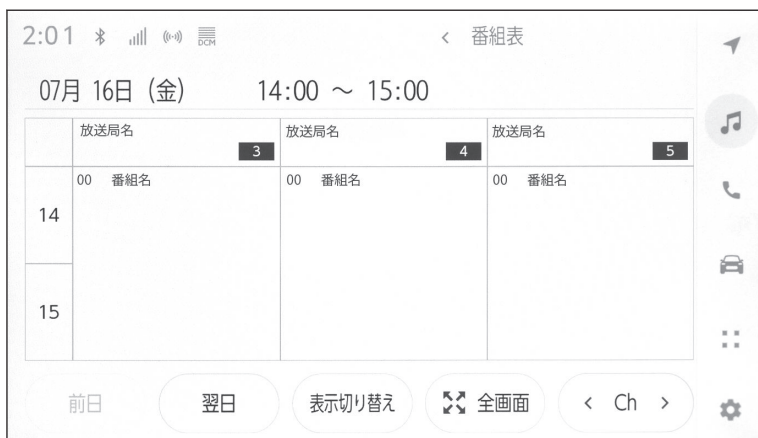 2:01 DCM < 番組表
07月 16日 (金) 14:00 ~ 15:00
放送局名 3 放送局名 4 放送局名 5
00 番組名 00 番組名 00 番組名
14
15
前日 翌日 表示切り替え 全画面 < Ch >